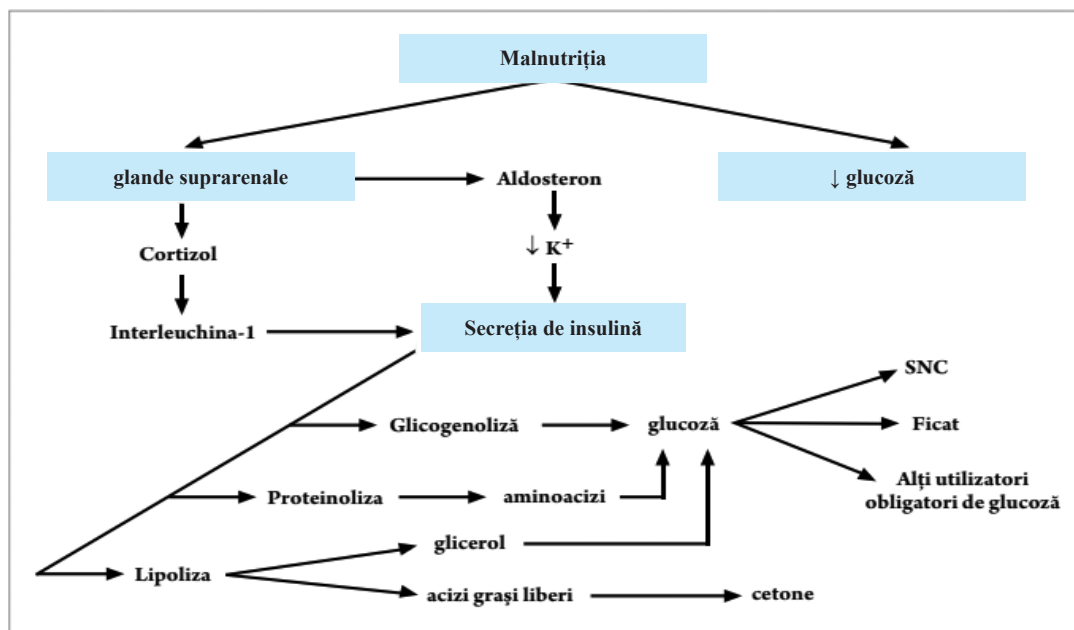 Malnutriția
glande suprarenale
Aldosteron
↓ glucoză
Cortizol
↓ K⁺
Interleuchina-1
Secreția de insulină
SNC
Glicogenoliză
glucoză
Ficat
Proteinoliza
aminoacizi
Alți utilizatori
obligatori de glucoză
glicerol
Lipoliza
acizi grași liberi
cetone